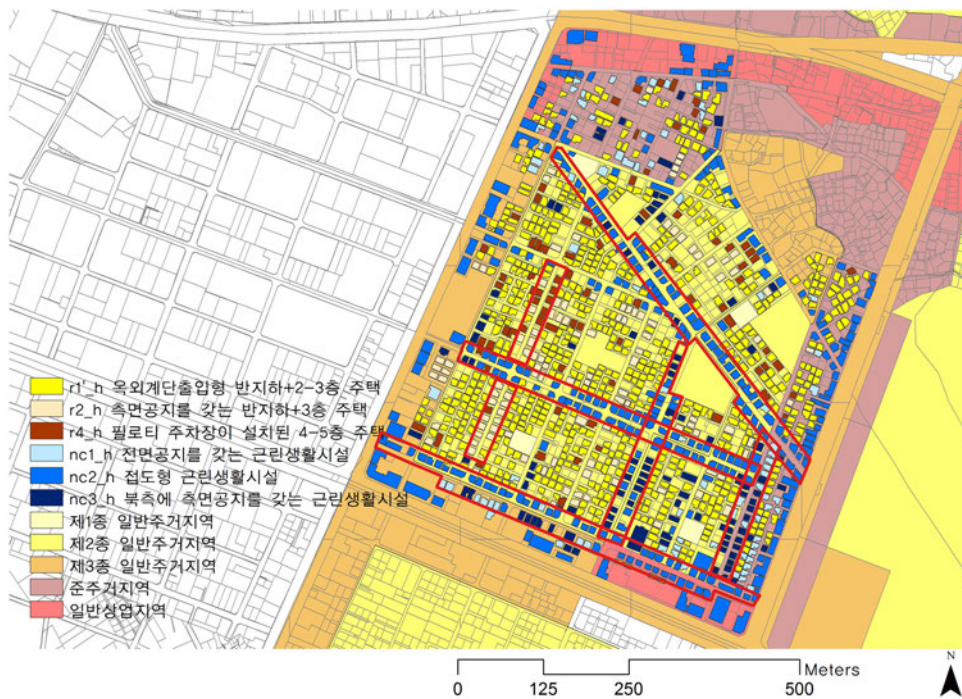 r1'_h 옥외계단출입형 반지하+2-3층 주택
r2_h 측면공지를 갖는 반지하+3층 주택
r4_h 필로티 주차장이 설치된 4-5층 주택
nc1_h 전면공지를 갖는 근린생활시설
nc2_h 접도형 근린생활시설
nc3_h 북측에 측면공지를 갖는 근린생활시설
제1종 일반주거지역
제2종 일반주거지역
제3종 일반주거지역
준주거지역
일반상업지역
Meters
0 125 250 500
N